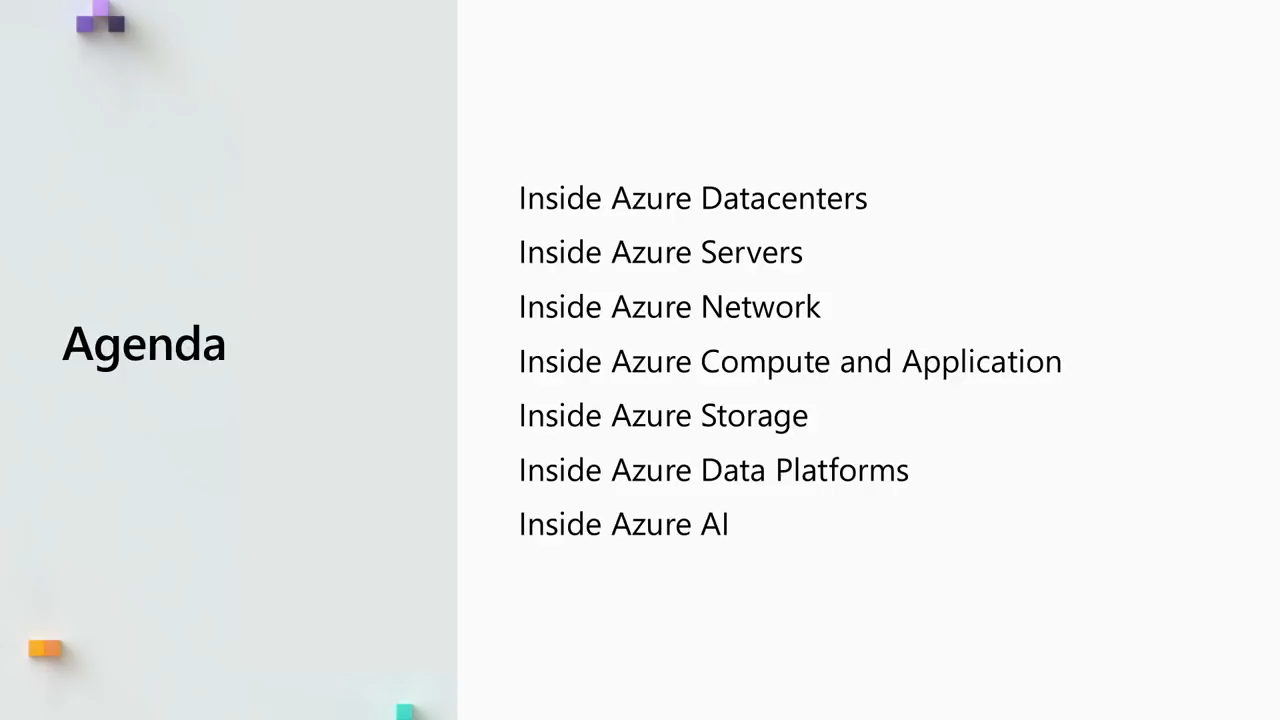 Agenda
Inside Azure Datacenters
Inside Azure Servers
Inside Azure Network
Inside Azure Compute and Application
Inside Azure Storage
Inside Azure Data Platforms
Inside Azure AI